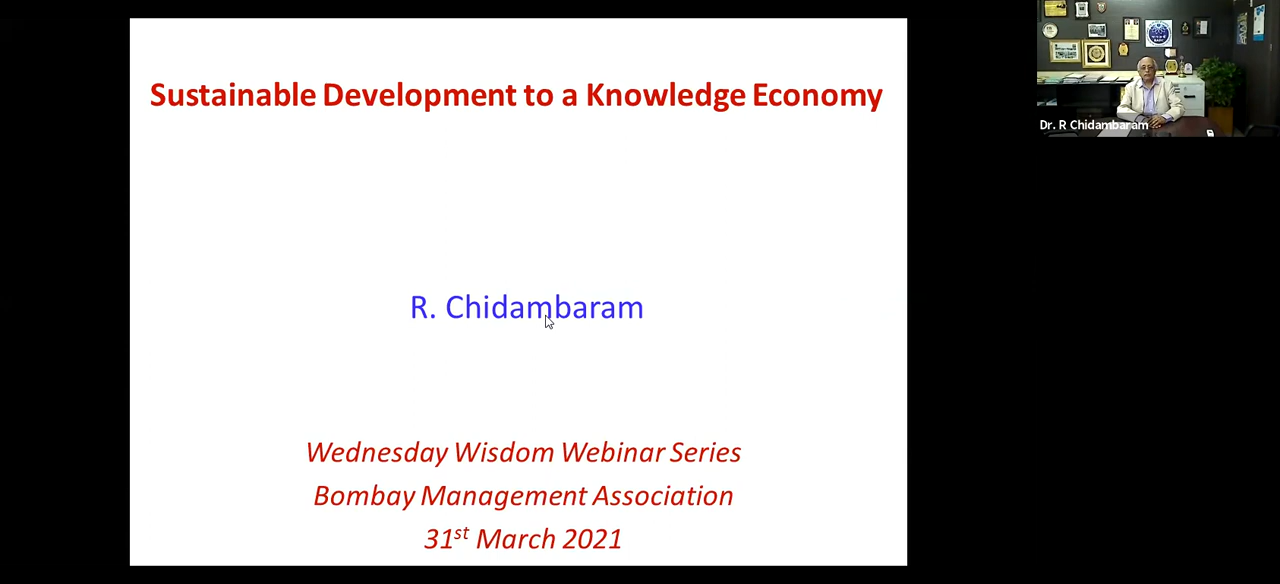 Sustainable Development to a Knowledge Economy
R. Chidambaram
Wednesday Wisdom Webinar Series
Bombay Management Association
31st March 2021
Dr. R Chidambaram